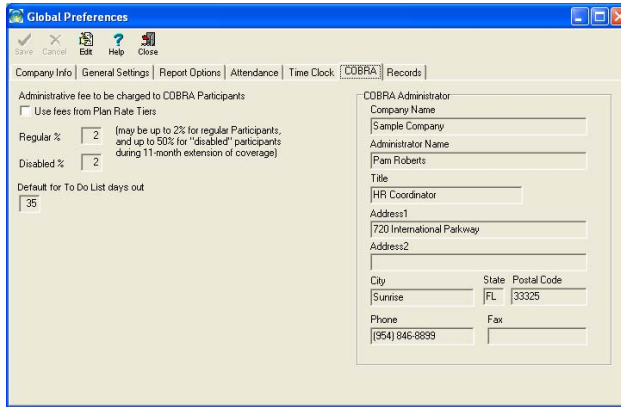 Global Preferences
Save Cancel Edit Help Close
Company Info General Settings Report Options Attendance Time Clock COBRA Records
Administrative fee to be charged to COBRA Participants
Use fees from Plan Rate Tiers
Regular % 2
(may be up to 2% for regular Participants,
and up to 50% for "disabled" participants
during 11-month extension of coverage)
Disabled % 2
Default for To Do List days out
35
COBRA Administrator
Company Name
Sample Company
Administrator Name
Pam Roberts
Title
HR Coordinator
Address1
720 International Parkway
Address2
City State Postal Code
Sunrise FL 33325
Phone Fax
(954) 846-8899